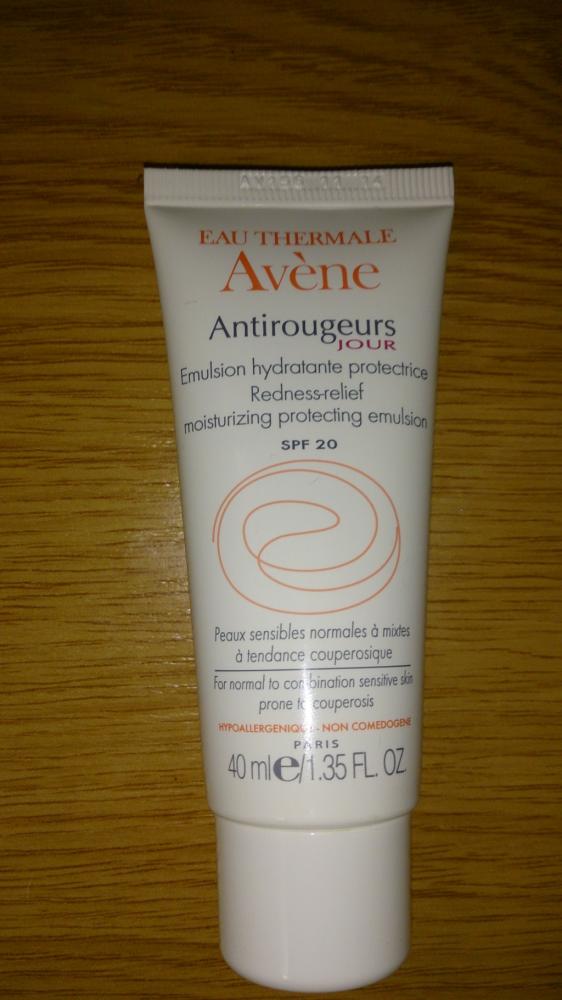 EAU THERMALE
Avène
Antirougeurs
JOUR
Emulsion hydratante protectrice
Redness-relief
moisturizing protecting emulsion
SPF 20
Peaux sensibles normales à mixtes
à tendance couperosique
For normal to combination sensitive skin
prone to couperosis
HYPOALLERGENIQUE - NON COMEDOGENE
PARIS
40 ml e/1.35 FL. OZ.